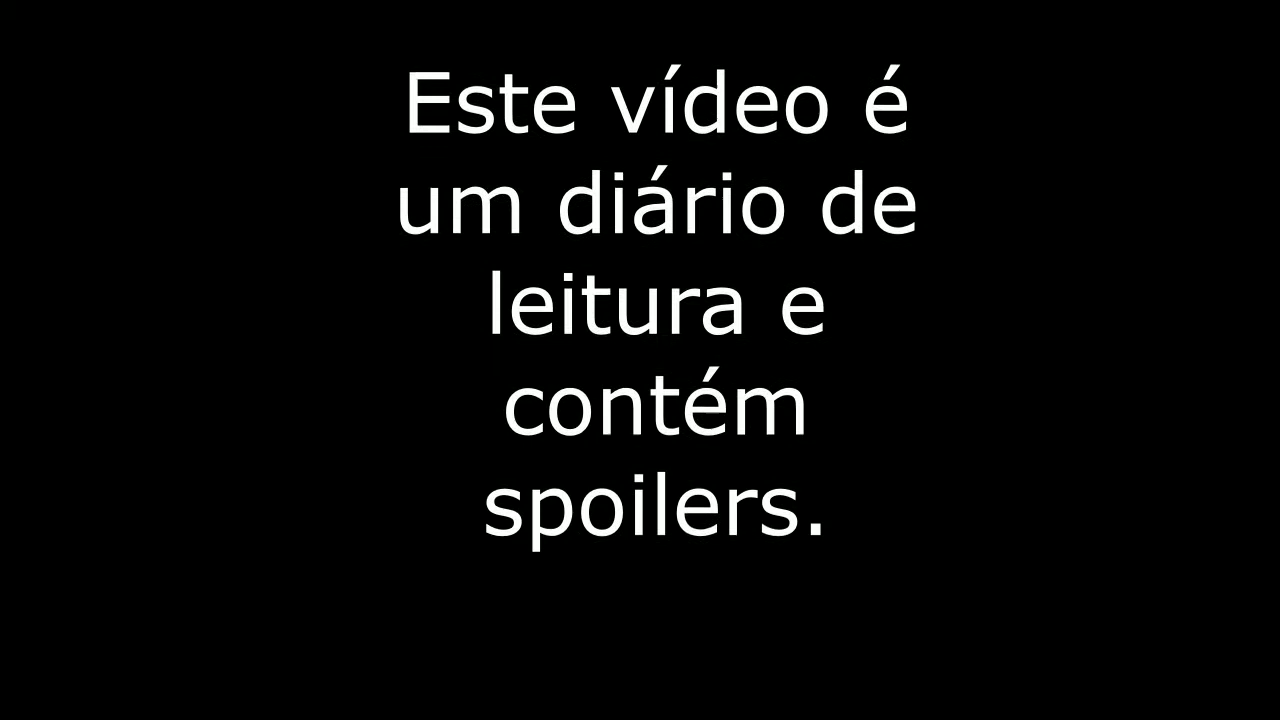 Este vídeo é
um diário de
leitura e
contém
spoilers.